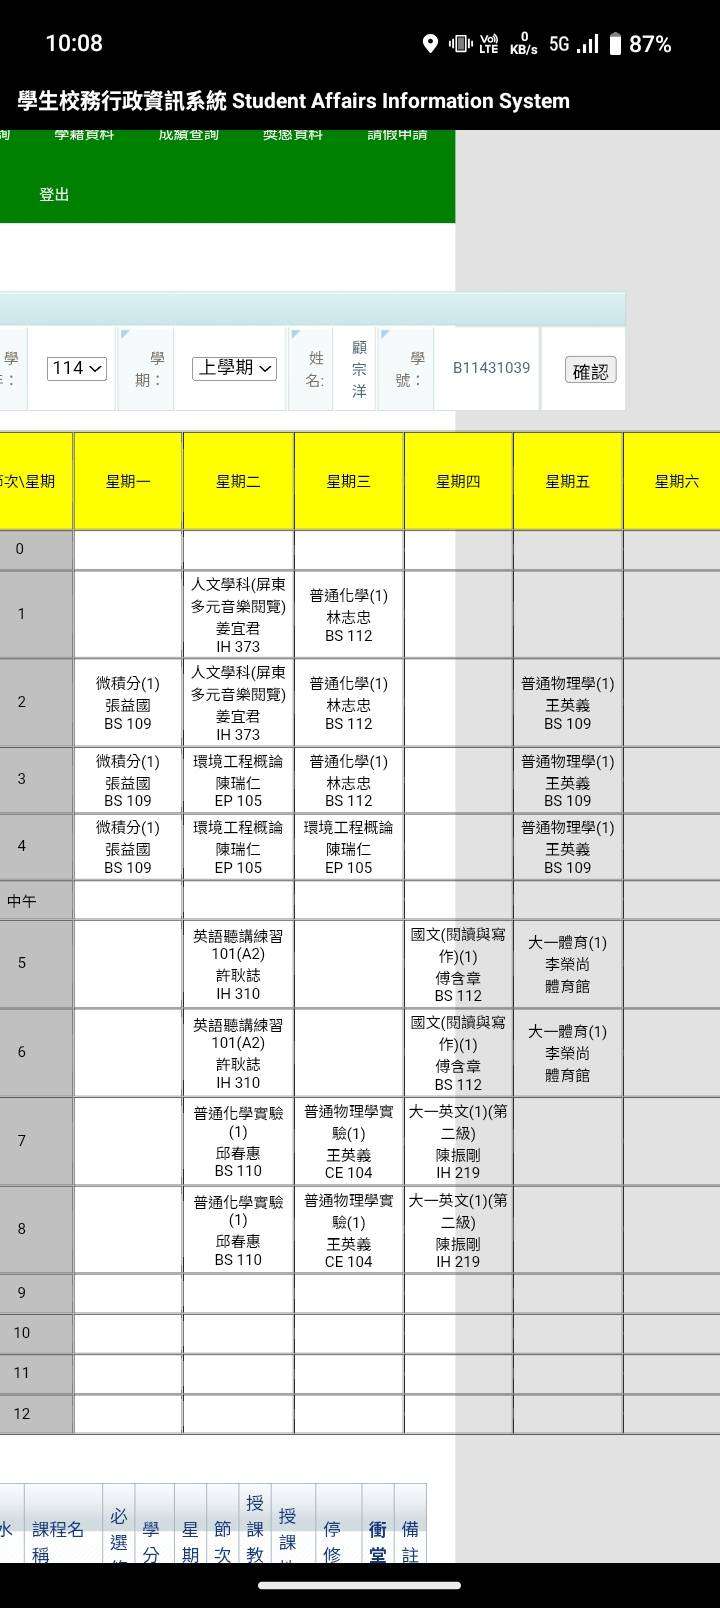 10:08
Vo)) LTE
0 KB/s
5G
87%
學生校務行政資訊系統 Student Affairs Information System
詢 學籍資料 成績查詢 獎懲資料 請假申請
登出
學
: 114
學期: 上學期
姓名: 顧宗洋
學號: B11431039
確認
節次\星期 星期一 星期二 星期三 星期四 星期五 星期六
0
1
人文學科(屏東多元音樂閱覽)
姜宜君
IH 373
普通化學(1)
林志忠
BS 112
2
微積分(1)
張益國
BS 109
人文學科(屏東多元音樂閱覽)
姜宜君
IH 373
普通化學(1)
林志忠
BS 112
普通物理學(1)
王英義
BS 109
3
微積分(1)
張益國
BS 109
環境工程概論
陳瑞仁
EP 105
普通化學(1)
林志忠
BS 112
普通物理學(1)
王英義
BS 109
4
微積分(1)
張益國
BS 109
環境工程概論
陳瑞仁
EP 105
環境工程概論
陳瑞仁
EP 105
普通物理學(1)
王英義
BS 109
中午
5
英語聽講練習
101(A2)
許耿誌
IH 310
國文(閱讀與寫作)(1)
傅含章
BS 112
大一體育(1)
李榮尚
體育館
6
英語聽講練習
101(A2)
許耿誌
IH 310
國文(閱讀與寫作)(1)
傅含章
BS 112
大一體育(1)
李榮尚
體育館
7
普通化學實驗
(1)
邱春惠
BS 110
普通物理學實驗(1)
王英義
CE 104
大一英文(1)(第二級)
陳振剛
IH 219
8
普通化學實驗
(1)
邱春惠
BS 110
普通物理學實驗(1)
王英義
CE 104
大一英文(1)(第二級)
陳振剛
IH 219
9
10
11
12
課程名稱
必選
學分
星期
節次
授課教
授課
停修
衝堂
備註